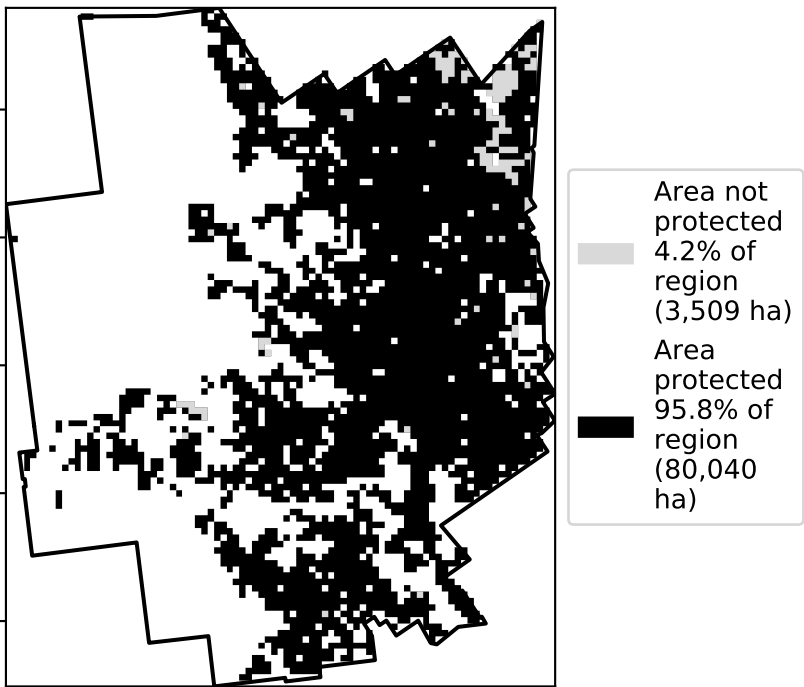 Area not
protected
4.2% of
region
(3,509 ha)
Area
protected
95.8% of
region
(80,040
ha)